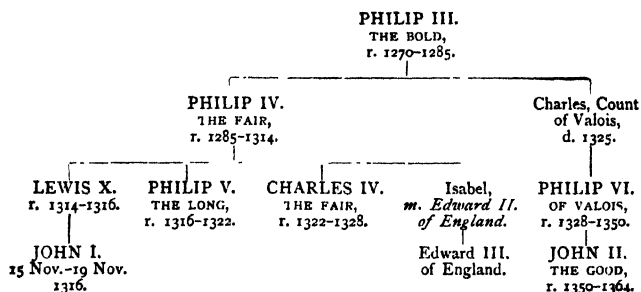 PHILIP III.
THE BOLD,
r. 1270–1285.
PHILIP IV.
THE FAIR,
r. 1285–1314.
Charles, Count
of Valois,
d. 1325.
LEWIS X.
r. 1314–1316.
PHILIP V.
THE LONG,
r. 1316–1322.
CHARLES IV.
THE FAIR,
r. 1322–1328.
Isabel,
m. Edward II.
of England.
PHILIP VI.
OF VALOIS,
r. 1328–1350.
JOHN I.
15 Nov.–19 Nov.
1316.
Edward III.
of England.
JOHN II.
THE GOOD,
r. 1350–1364.